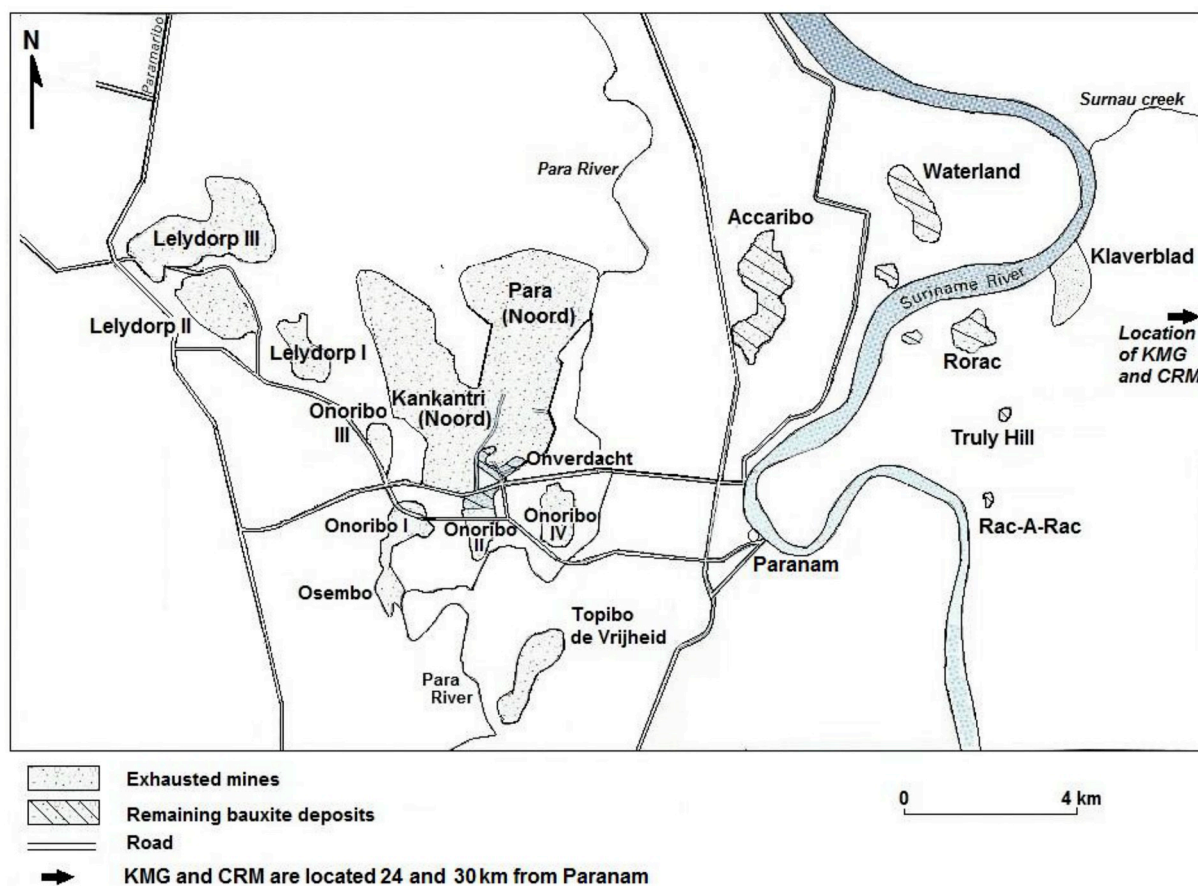 N
Paramaribo
Surnau creek
Para River
Waterland
Accaribo
Lelydorp III
Klaverblad
Para
(Noord)
Suriname River
Lelydorp II
Location
of KMG
and CRM
Lelydorp I
Rorac
Kankantri
(Noord)
Onoribo
III
Truly Hill
Onverdacht
Onoribo I
Onoribo
II
Onoribo
IV
Rac-A-Rac
Paranam
Osembo
Topibo
de Vrijheid
Para
River
Exhausted mines
Remaining bauxite deposits
Road
KMG and CRM are located 24 and 30 km from Paranam
0 4 km